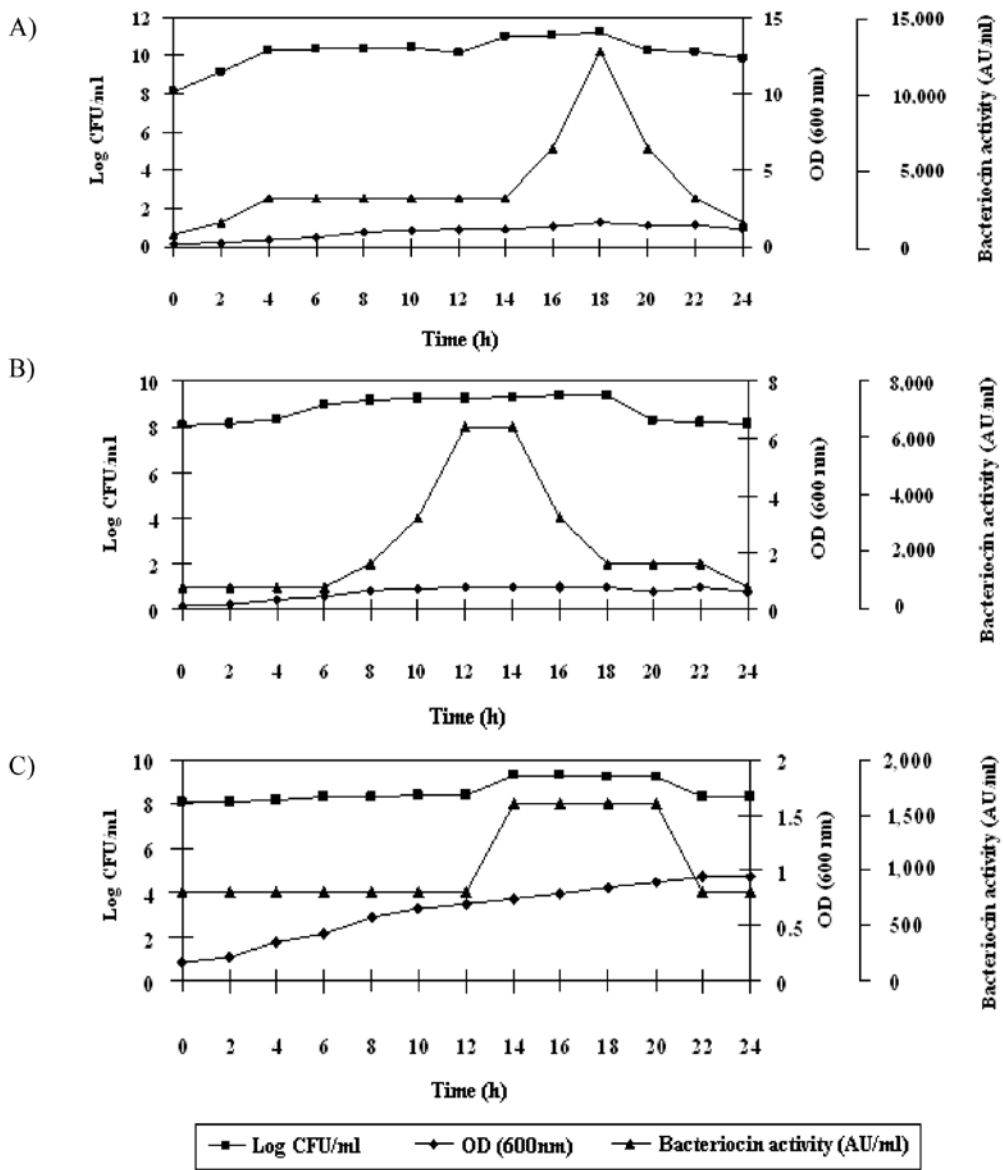 A)
Log CFU/ml
12
10
8
6
4
2
0
15
10
5
0
OD (600 nm)
15,000
10,000
5,000
0
Bacteriocin activity (AU/ml)
0 2 4 6 8 10 12 14 16 18 20 22 24
Time (h)
B)
Log CFU/ml
10
8
6
4
2
0
8
6
4
2
0
OD (600 nm)
8,000
6,000
4,000
2,000
0
Bacteriocin activity (AU/ml)
0 2 4 6 8 10 12 14 16 18 20 22 24
Time (h)
C)
Log CFU/ml
10
8
6
4
2
0
2
1.5
1
0.5
0
OD (600 nm)
2,000
1,500
1,000
500
0
Bacteriocin activity (AU/ml)
0 2 4 6 8 10 12 14 16 18 20 22 24
Time (h)
Log CFU/ml OD (600nm) Bacteriocin activity (AU/ml)